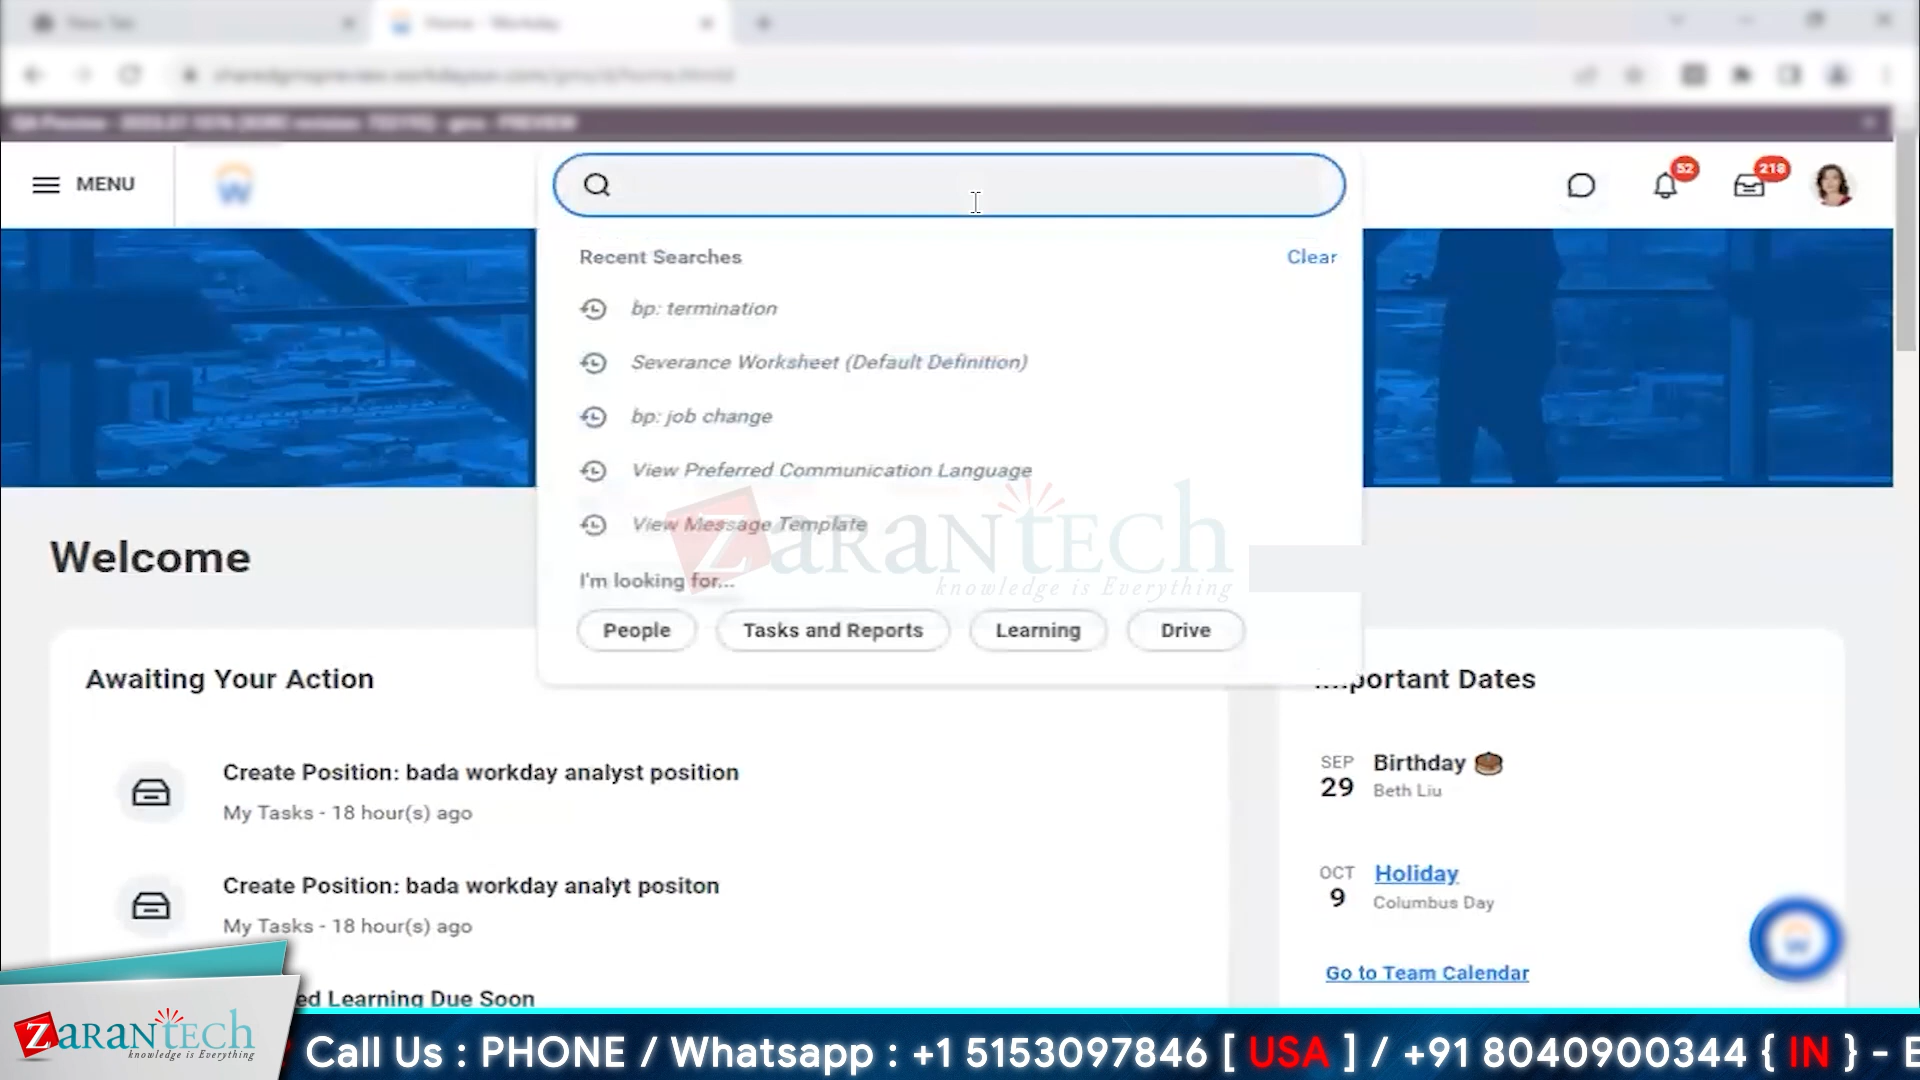 New Tab
Home - Workday
MENU
52
218
Recent Searches
Clear
bp: termination
Severance Worksheet (Default Definition)
bp: job change
View Preferred Communication Language
View Message Template
ZaranTech
knowledge is Everything
I'm looking for...
People
Tasks and Reports
Learning
Drive
Welcome
Awaiting Your Action
Create Position: bada workday analyst position
My Tasks - 18 hour(s) ago
Create Position: bada workday analyt positon
My Tasks - 18 hour(s) ago
ed Learning Due Soon
portant Dates
SEP
29
Birthday
Beth Liu
OCT
9
Holiday
Columbus Day
Go to Team Calendar
ZaranTech
knowledge is Everything
Call Us : PHONE / Whatsapp : +1 5153097846 [ USA ] / +91 8040900344 { IN } - E